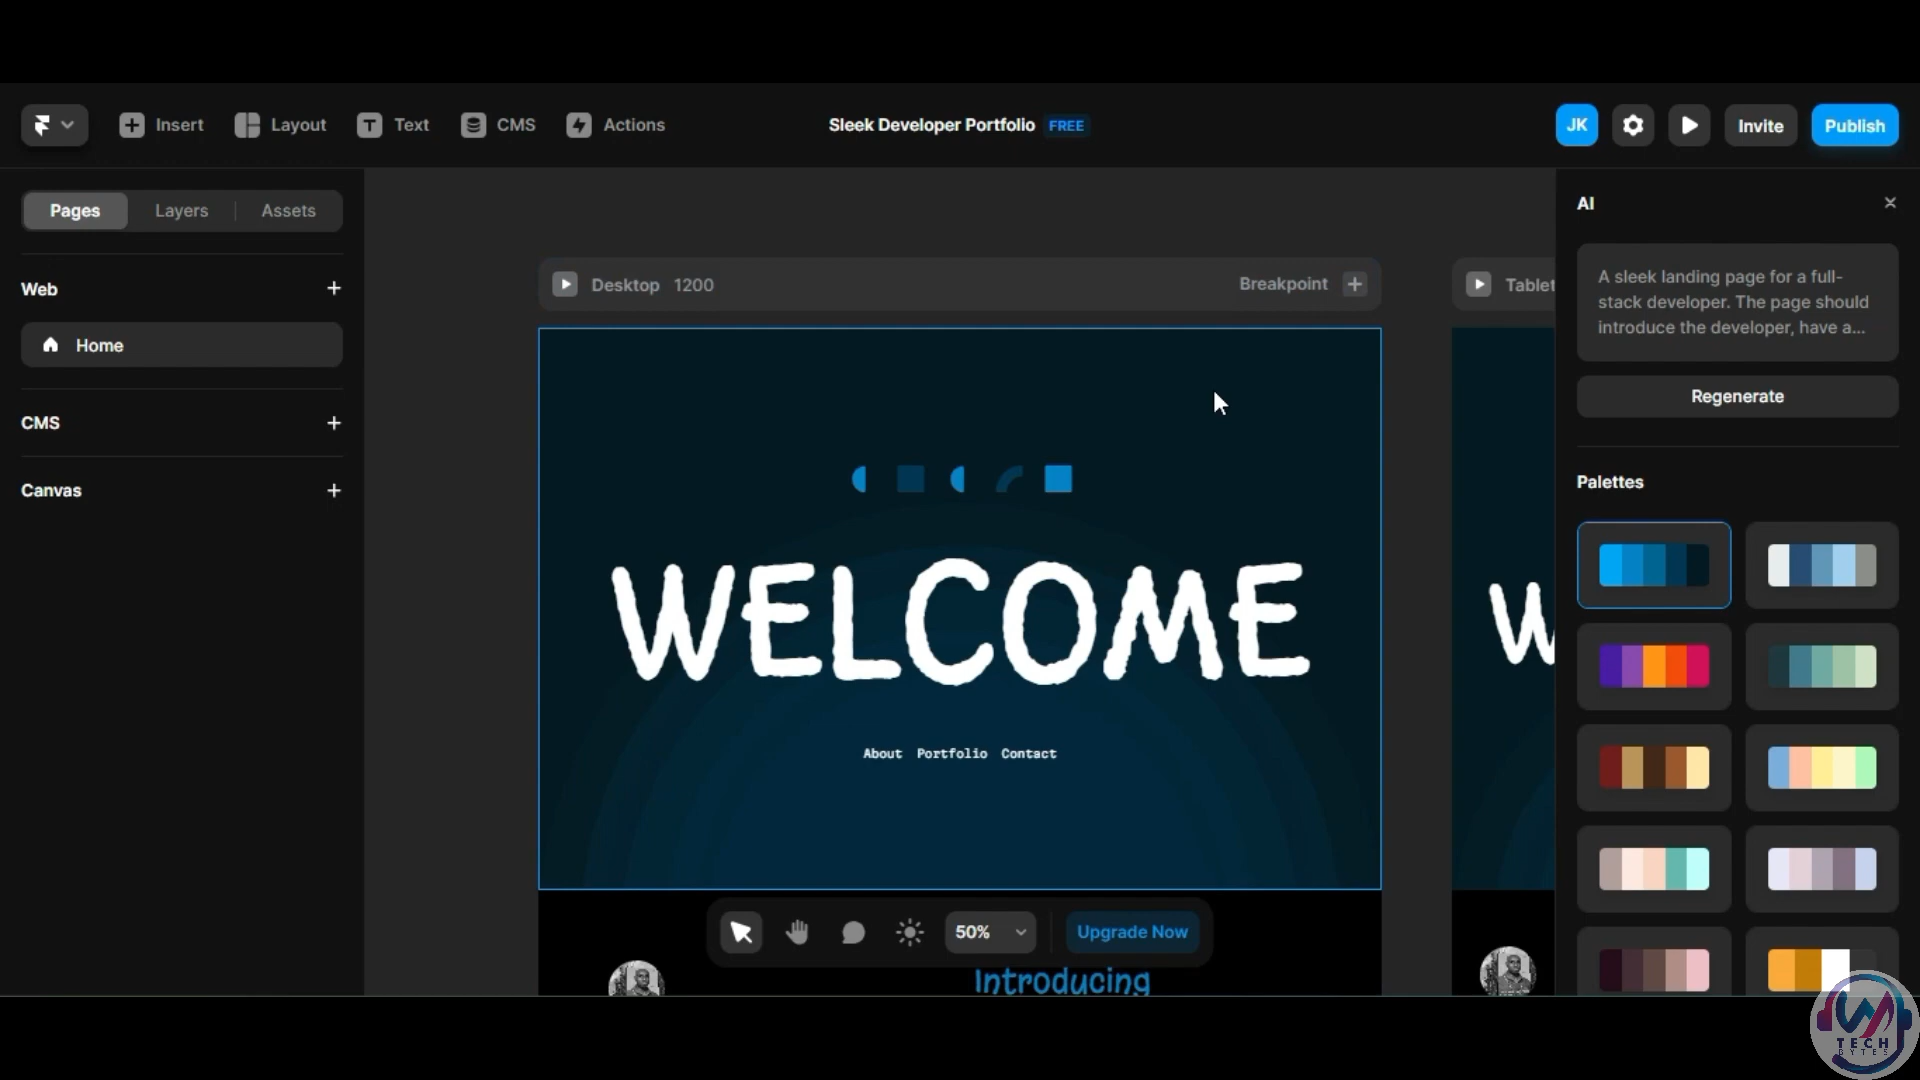 Insert
Layout
Text
CMS
Actions
Sleek Developer Portfolio FREE
JK
Invite
Publish
Pages
Layers
Assets
Web
Home
CMS
Canvas
Desktop 1200
Breakpoint
WELCOME
About Portfolio Contact
Introducing
50%
Upgrade Now
Tablet
W
AI
A sleek landing page for a full-
stack developer. The page should
introduce the developer, have a...
Regenerate
Palettes
TECH
BYTES